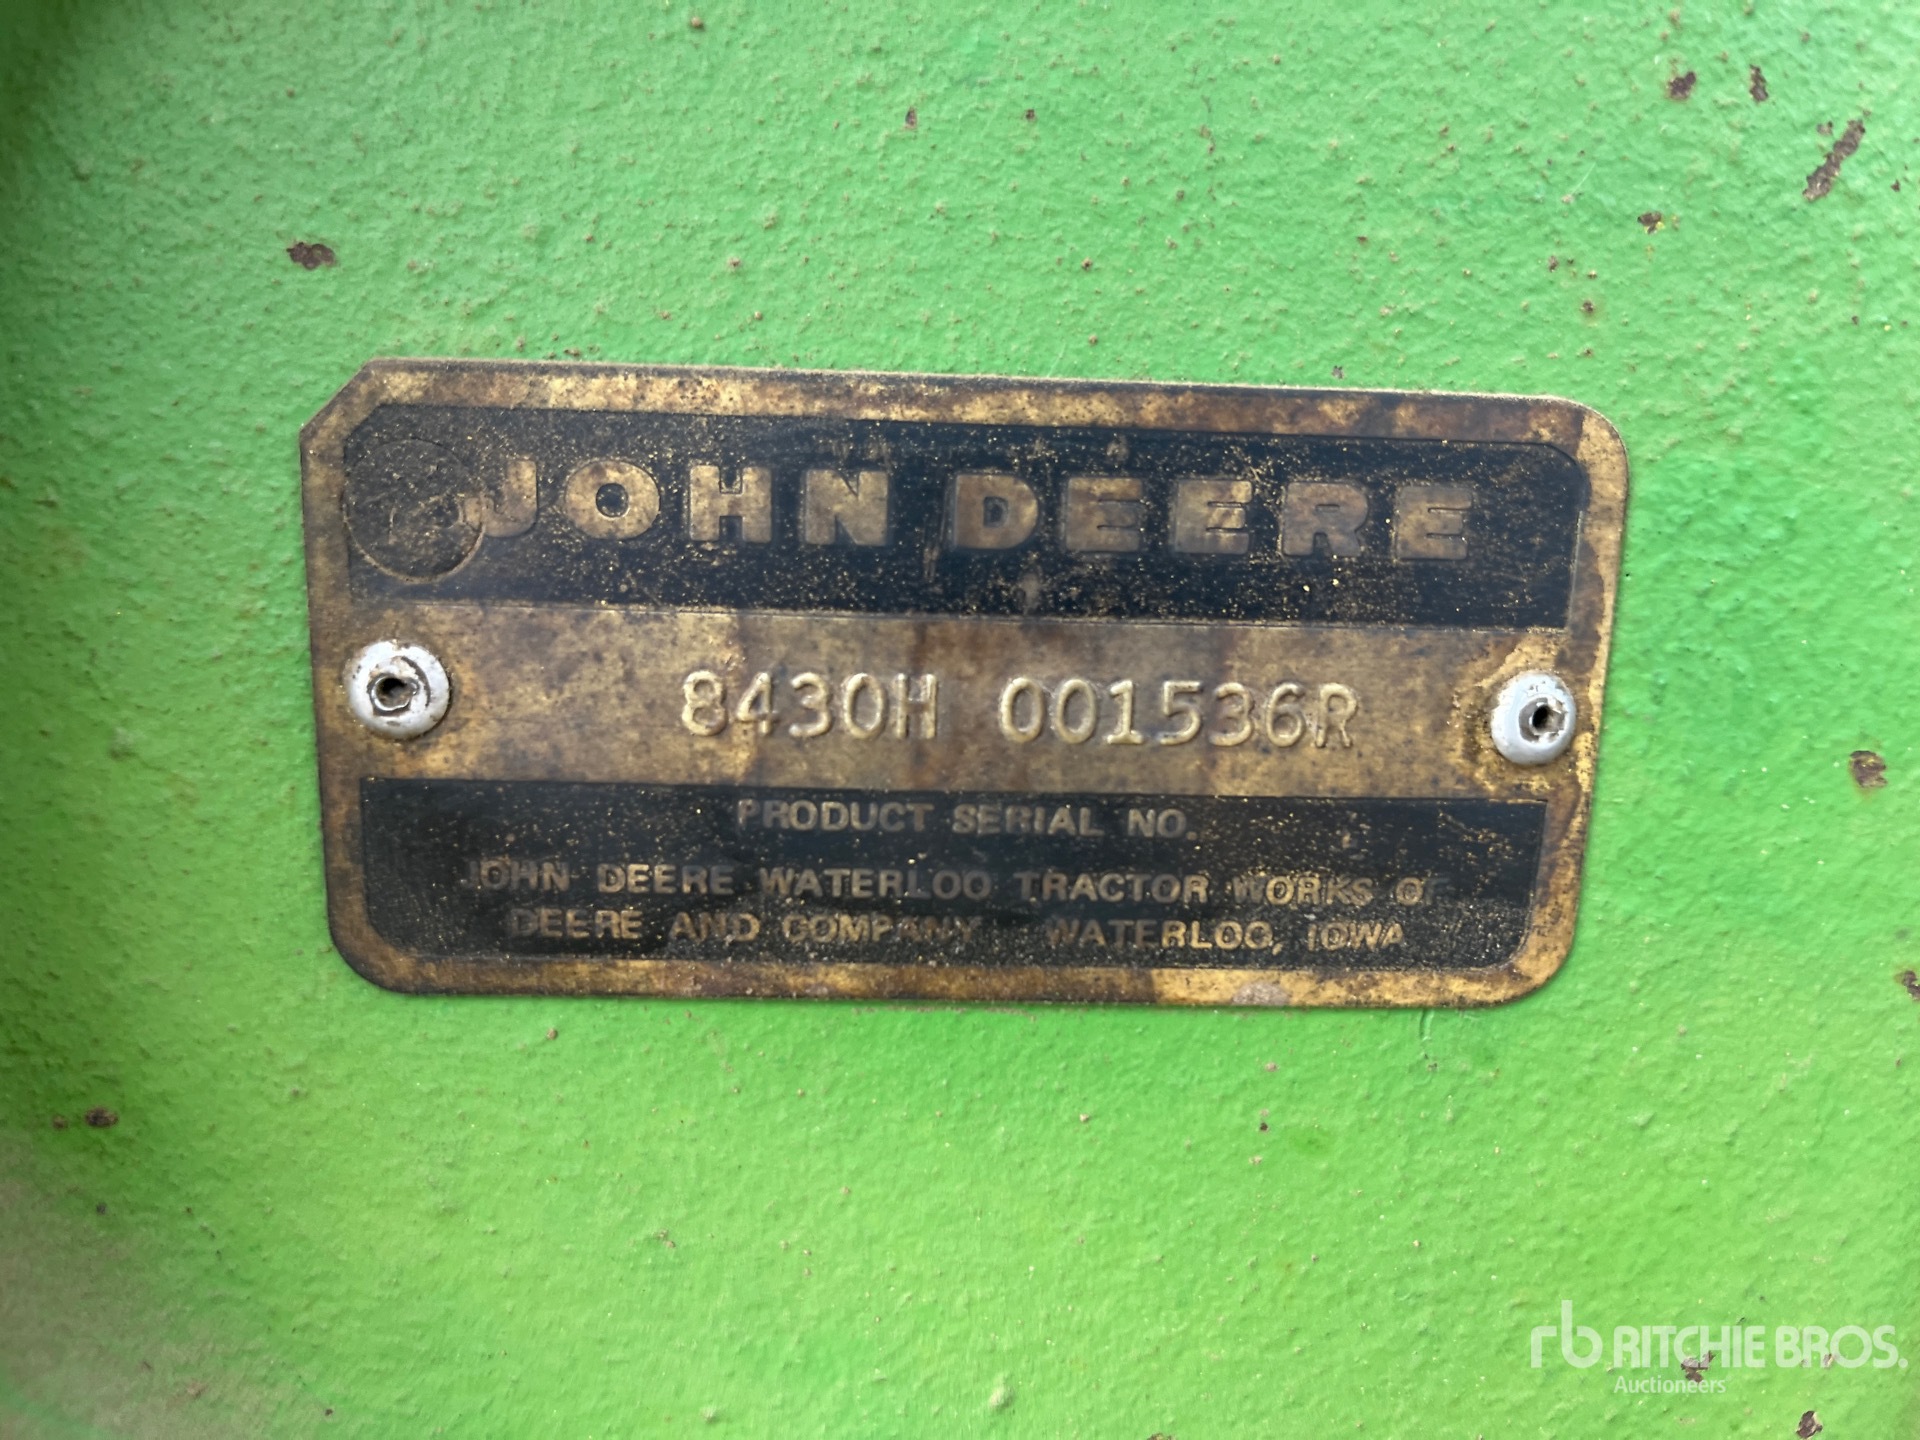 JOHN DEERE
8430H 001536R
PRODUCT SERIAL NO.
JOHN DEERE WATERLOO TRACTOR WORKS OF
DEERE AND COMPANY WATERLOO, IOWA
rb RITCHIE BROS.
Auctioneers